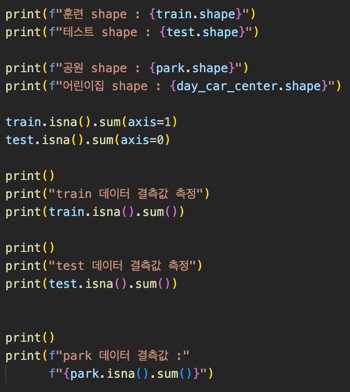 print(f"훈련 shape : {train.shape}")
print(f"테스트 shape : {test.shape}")
print(f"공원 shape : {park.shape}")
print(f"어린이집 shape : {day_car_center.shape}")
train.isna().sum(axis=1)
test.isna().sum(axis=0)
print()
print("train 데이터 결측값 측정")
print(train.isna().sum())
print()
print("test 데이터 결측값 측정")
print(test.isna().sum())
print()
print(f"park 데이터 결측값 :"
f"{park.isna().sum()}")